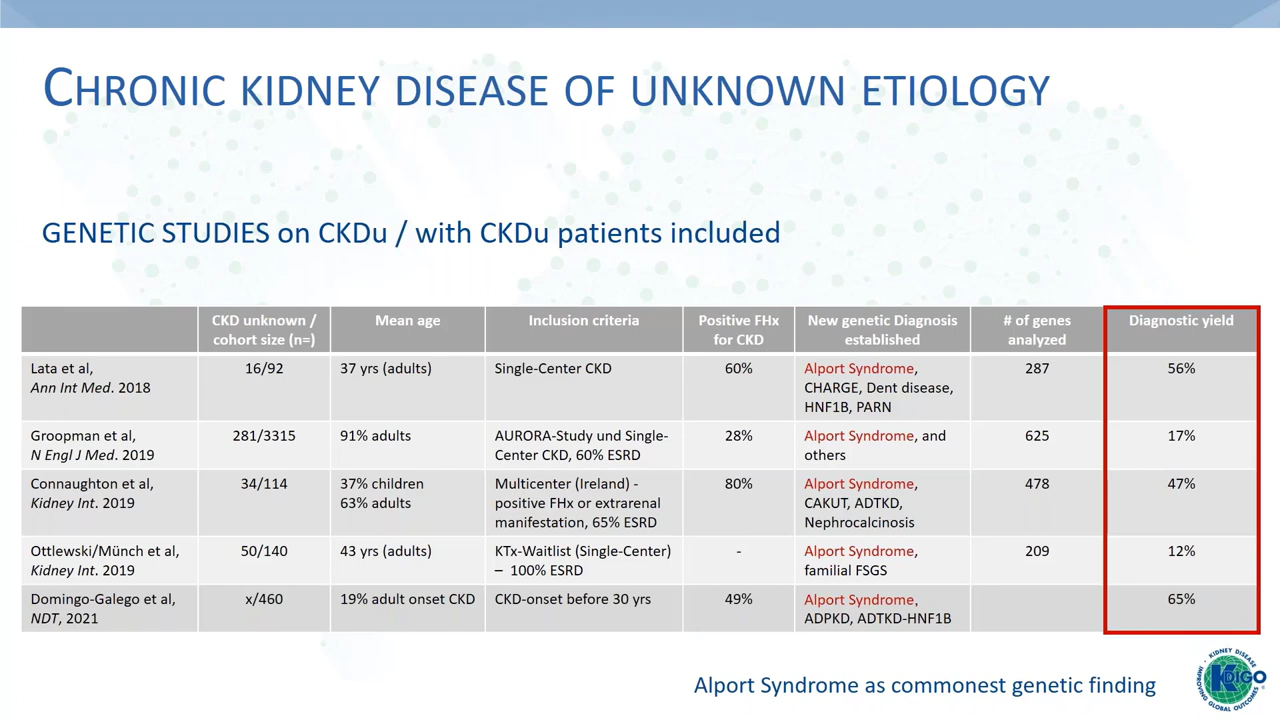 CHRONIC KIDNEY DISEASE OF UNKNOWN ETIOLOGY
GENETIC STUDIES on CKDu / with CKDu patients included
CKD unknown / cohort size (n=) Mean age Inclusion criteria Positive FHx for CKD New genetic Diagnosis established # of genes analyzed Diagnostic yield
Lata et al, Ann Int Med. 2018 16/92 37 yrs (adults) Single-Center CKD 60% Alport Syndrome, CHARGE, Dent disease, HNF1B, PARN 287 56%
Groopman et al, N Engl J Med. 2019 281/3315 91% adults AURORA-Study und Single-Center CKD, 60% ESRD 28% Alport Syndrome, and others 625 17%
Connaughton et al, Kidney Int. 2019 34/114 37% children 63% adults Multicenter (Ireland) - positive FHx or extrarenal manifestation, 65% ESRD 80% Alport Syndrome, CAKUT, ADTKD, Nephrocalcinosis 478 47%
Ottlewski/Münch et al, Kidney Int. 2019 50/140 43 yrs (adults) KTx-Waitlist (Single-Center) – 100% ESRD - Alport Syndrome, familial FSGS 209 12%
Domingo-Galego et al, NDT, 2021 x/460 19% adult onset CKD CKD-onset before 30 yrs 49% Alport Syndrome, ADPKD, ADTKD-HNF1B 65%
Alport Syndrome as commonest genetic finding
KIDNEY DISEASE
KDIGO
IMPROVING GLOBAL OUTCOMES